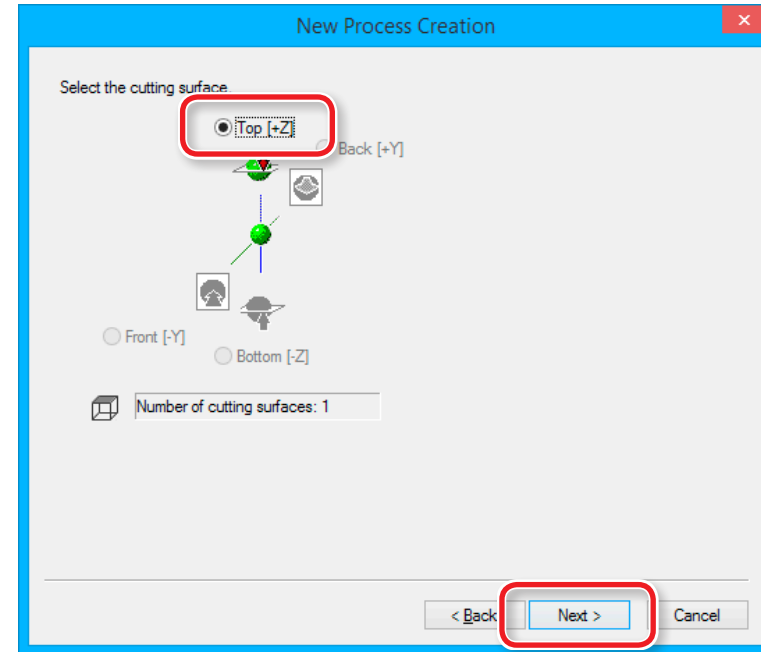 New Process Creation
Select the cutting surface.
Top [+Z]
Back [+Y]
Front [-Y]
Bottom [-Z]
Number of cutting surfaces: 1
< Back
Next >
Cancel